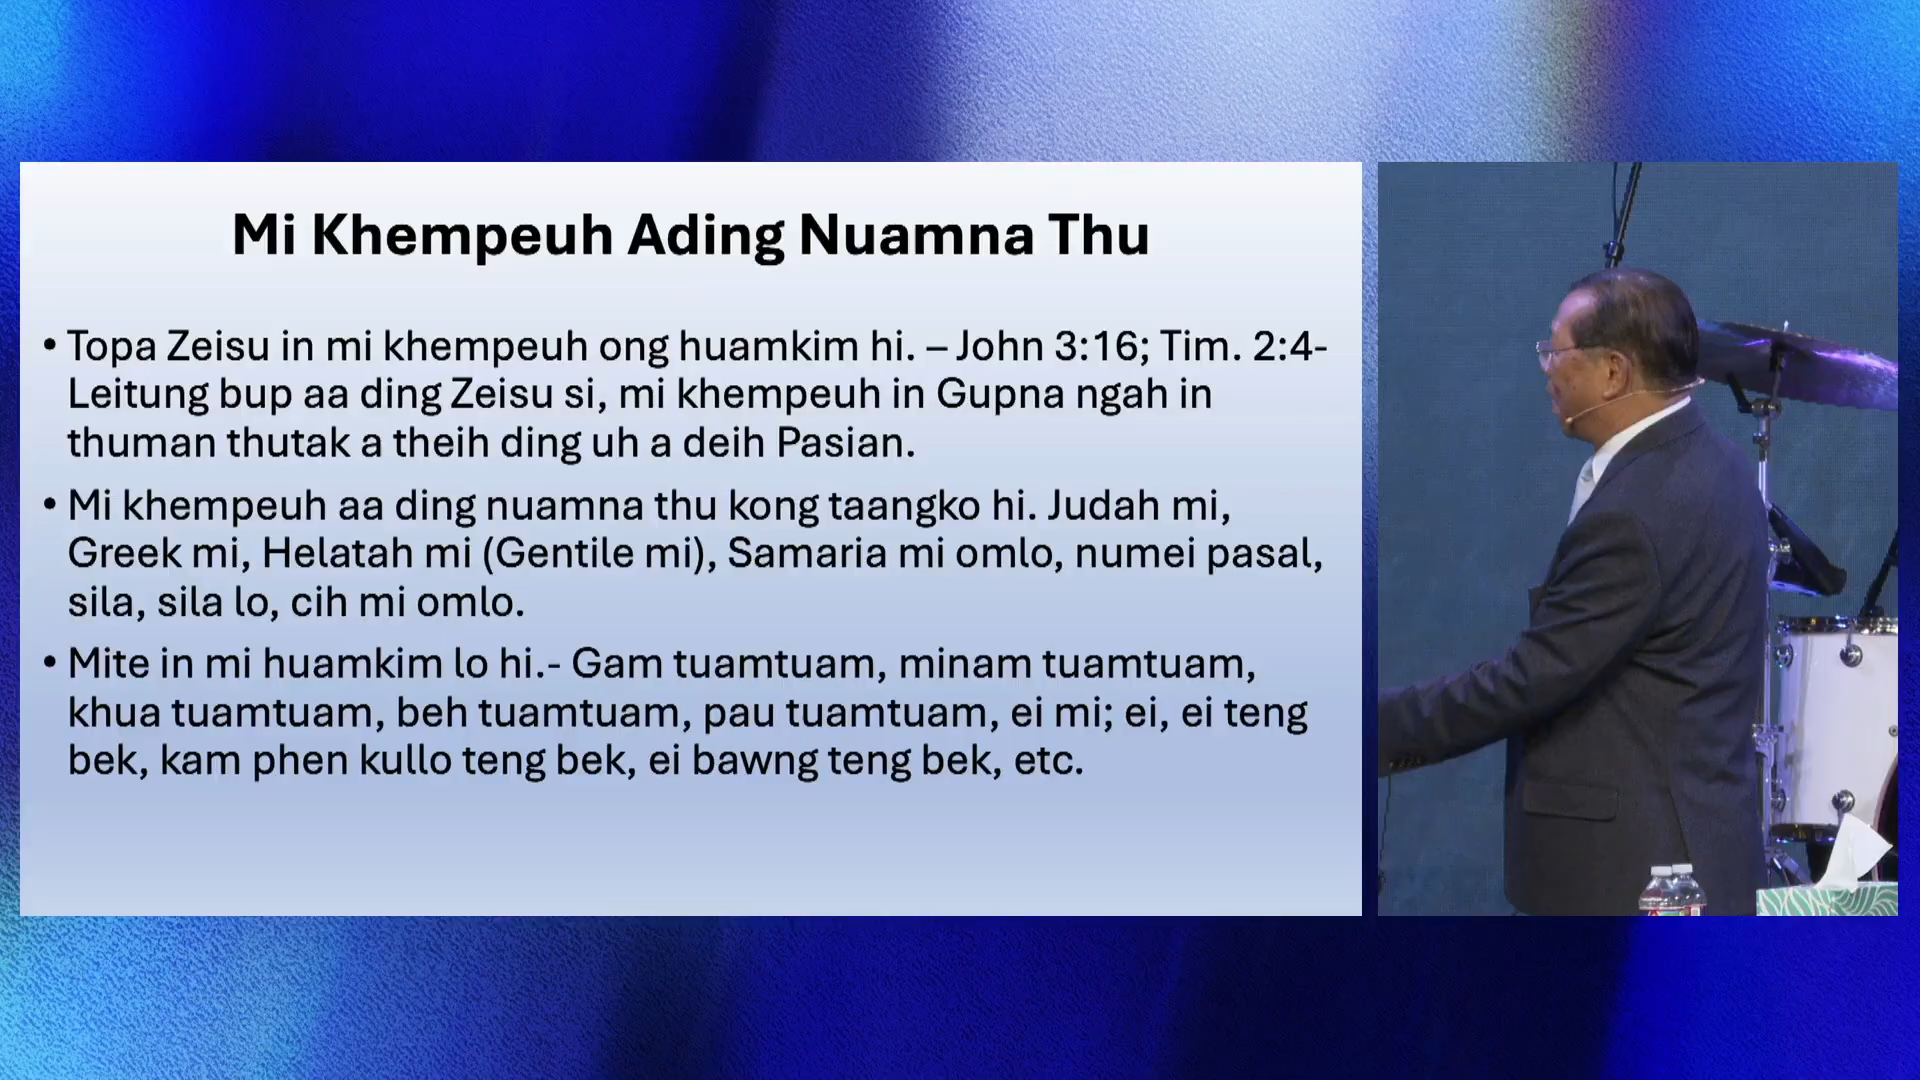 Mi Khempeuh Ading Nuamna Thu
• Topa Zeisu in mi khempeuh ong huamkim hi. – John 3:16; Tim. 2:4-
Leitung bup aa ding Zeisu si, mi khempeuh in Gupna ngah in
thuman thutak a theih ding uh a deih Pasian.
• Mi khempeuh aa ding nuamna thu kong taangko hi. Judah mi,
Greek mi, Helatah mi (Gentile mi), Samaria mi omlo, numei pasal,
sila, sila lo, cih mi omlo.
• Mite in mi huamkim lo hi.- Gam tuamtuam, minam tuamtuam,
khua tuamtuam, beh tuamtuam, pau tuamtuam, ei mi; ei, ei teng
bek, kam phen kullo teng bek, ei bawng teng bek, etc.